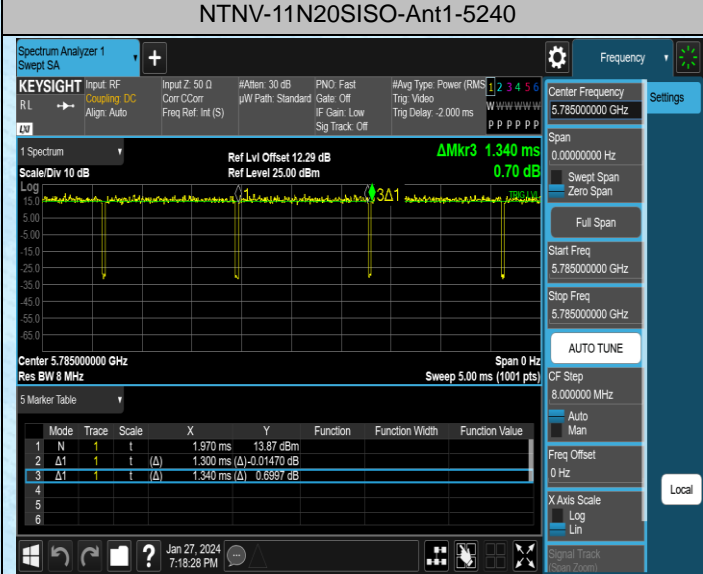 NTNV-11N20SISO-Ant1-5240
Spectrum Analyzer 1
Swept SA
+
Frequency
KEYSIGHT Input: RF Input Z: 50 Ω #Atten: 30 dB PNO: Fast #Avg Type: Power (RMS 1 2 3 4 5 6
RL Coupling: DC Corr CCorr µW Path: Standard Gate: Off Trig: Video W W W W W W
Align: Auto Freq Ref: Int (S) IF Gain: Low Trig Delay: -2.000 ms
Sig Track: Off P P P P P P
LXI
1 Spectrum
Ref Lvl Offset 12.29 dB
ΔMkr3 1.340 ms
Scale/Div 10 dB
Ref Level 25.00 dBm
0.70 dB
Log
15.0
5.00
-5.00
-15.0
-25.0
-35.0
-45.0
-55.0
-65.0
1
3Δ1
TRIG LVL
Center 5.785000000 GHz
Span 0 Hz
Res BW 8 MHz
Sweep 5.00 ms (1001 pts)
5 Marker Table
Mode Trace Scale X Y Function Function Width Function Value
1 N 1 t 1.970 ms 13.87 dBm
2 Δ1 1 t (Δ) 1.300 ms (Δ) -0.01470 dB
3 Δ1 1 t (Δ) 1.340 ms (Δ) 0.6997 dB
4
5
6
?
Jan 27, 2024
7:18:28 PM
Center Frequency
5.785000000 GHz
Span
0.00000000 Hz
Swept Span
Zero Span
Full Span
Start Freq
5.785000000 GHz
Stop Freq
5.785000000 GHz
AUTO TUNE
CF Step
8.000000 MHz
Auto
Man
Freq Offset
0 Hz
X Axis Scale
Log
Lin
Signal Track
(Span Zoom)
Settings
Local